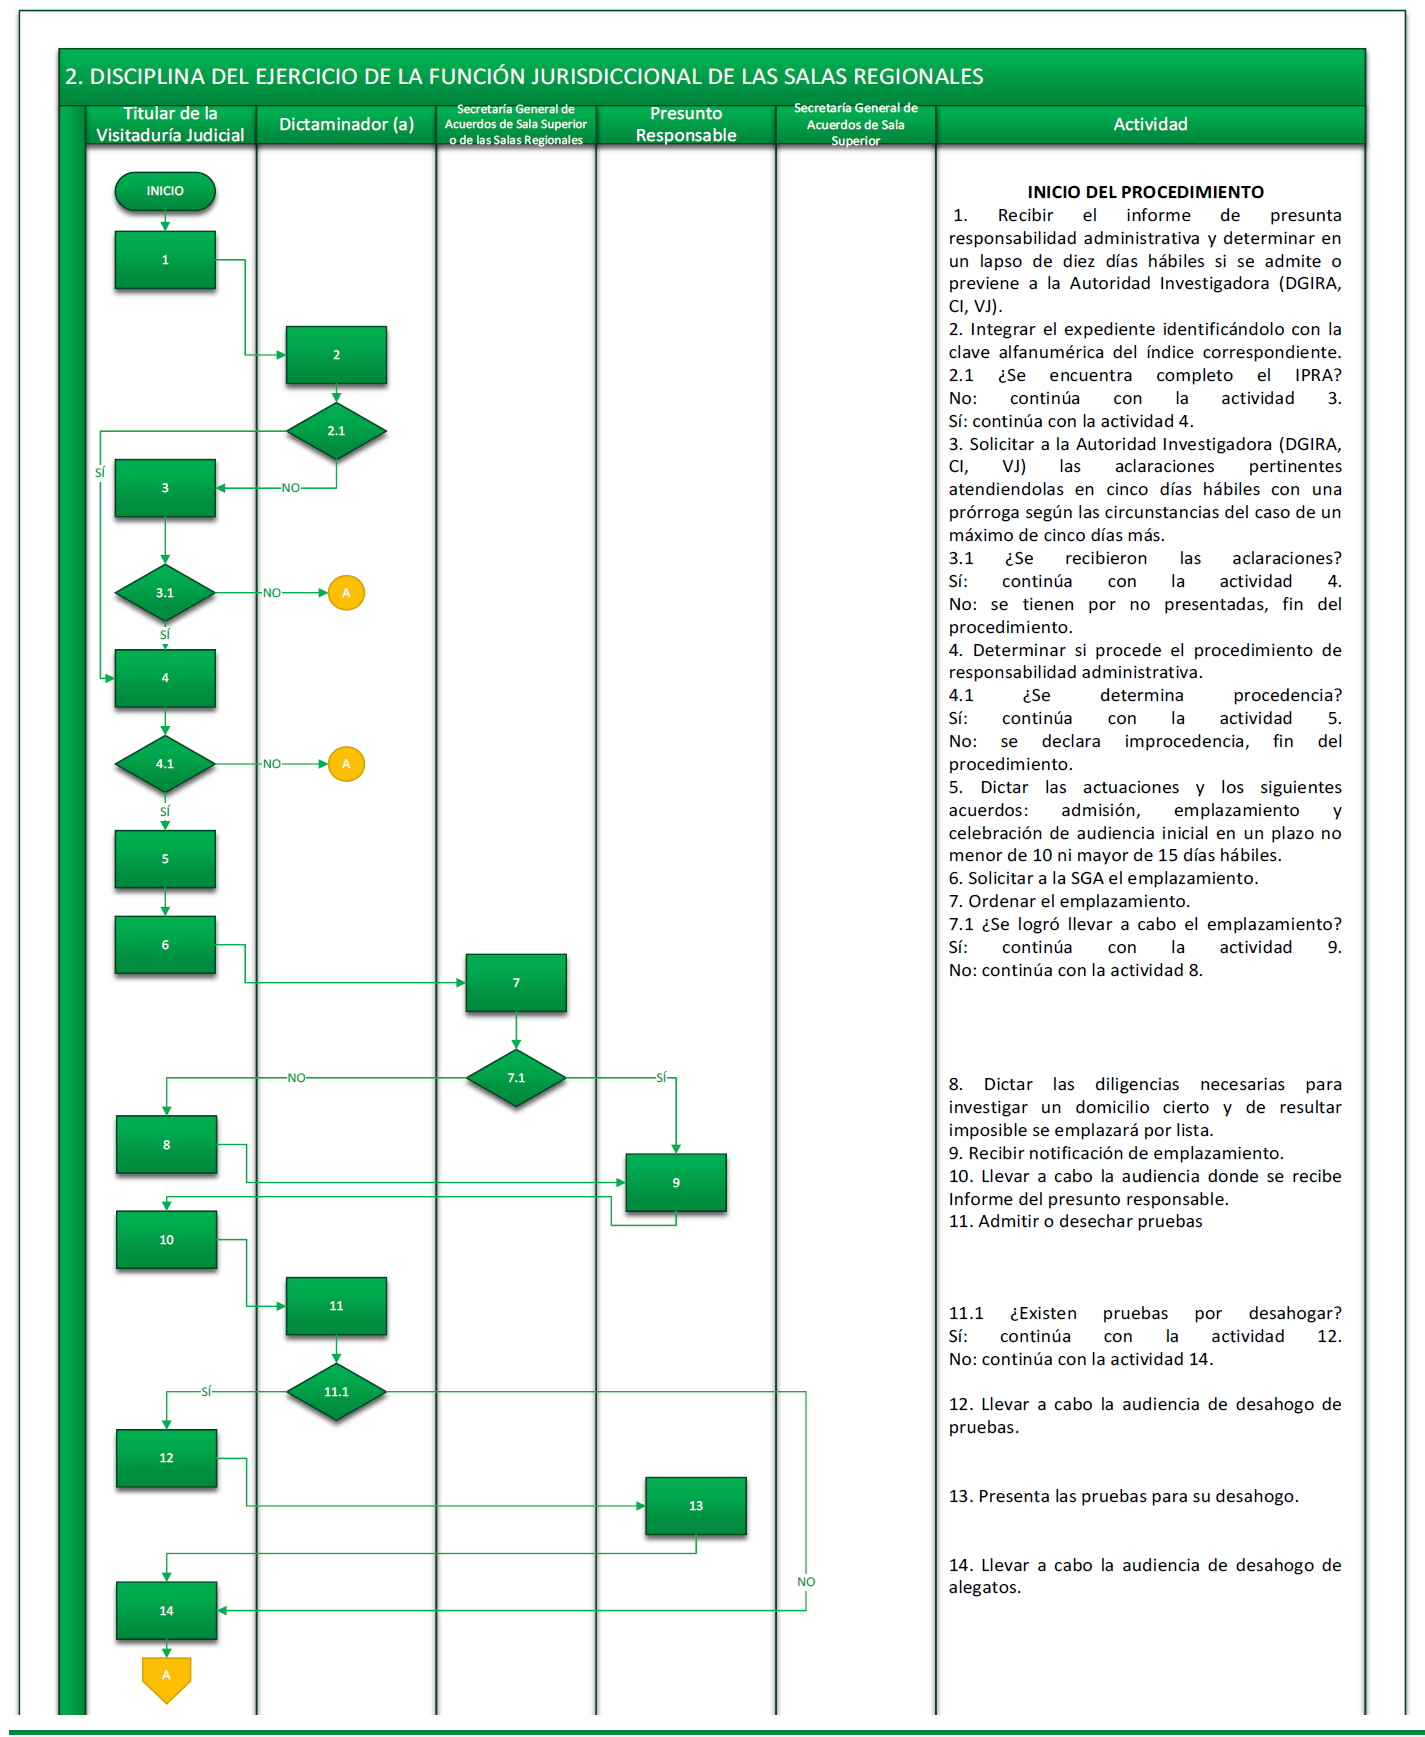 2. DISCIPLINA DEL EJERCICIO DE LA FUNCIÓN JURISDICCIONAL DE LAS SALAS REGIONALES
Titular de la
Visitaduría Judicial
Dictaminador (a)
Secretaría General de
Acuerdos de Sala Superior
o de las Salas Regionales
Presunto
Responsable
Secretaría General de
Acuerdos de Sala
Superior
Actividad
INICIO
1
2
2.1
SÍ
3
NO
3.1
NO
A
SÍ
4
4.1
NO
A
SÍ
5
6
7
7.1
NO
SÍ
8
9
10
11
11.1
SÍ
12
13
NO
14
A
INICIO DEL PROCEDIMIENTO
1. Recibir el informe de presunta
responsabilidad administrativa y determinar en
un lapso de diez días hábiles si se admite o
previene a la Autoridad Investigadora (DGIRA,
CI, VJ).
2. Integrar el expediente identificándolo con la
clave alfanumérica del índice correspondiente.
2.1 ¿Se encuentra completo el IPRA?
No: continúa con la actividad 3.
Sí: continúa con la actividad 4.
3. Solicitar a la Autoridad Investigadora (DGIRA,
CI, VJ) las aclaraciones pertinentes
atendiendolas en cinco días hábiles con una
prórroga según las circunstancias del caso de un
máximo de cinco días más.
3.1 ¿Se recibieron las aclaraciones?
Sí: continúa con la actividad 4.
No: se tienen por no presentadas, fin del
procedimiento.
4. Determinar si procede el procedimiento de
responsabilidad administrativa.
4.1 ¿Se determina procedencia?
Sí: continúa con la actividad 5.
No: se declara improcedencia, fin del
procedimiento.
5. Dictar las actuaciones y los siguientes
acuerdos: admisión, emplazamiento y
celebración de audiencia inicial en un plazo no
menor de 10 ni mayor de 15 días hábiles.
6. Solicitar a la SGA el emplazamiento.
7. Ordenar el emplazamiento.
7.1 ¿Se logró llevar a cabo el emplazamiento?
Sí: continúa con la actividad 9.
No: continúa con la actividad 8.
8. Dictar las diligencias necesarias para
investigar un domicilio cierto y de resultar
imposible se emplazará por lista.
9. Recibir notificación de emplazamiento.
10. Llevar a cabo la audiencia donde se recibe
Informe del presunto responsable.
11. Admitir o desechar pruebas
11.1 ¿Existen pruebas por desahogar?
Sí: continúa con la actividad 12.
No: continúa con la actividad 14.
12. Llevar a cabo la audiencia de desahogo de
pruebas.
13. Presenta las pruebas para su desahogo.
14. Llevar a cabo la audiencia de desahogo de
alegatos.